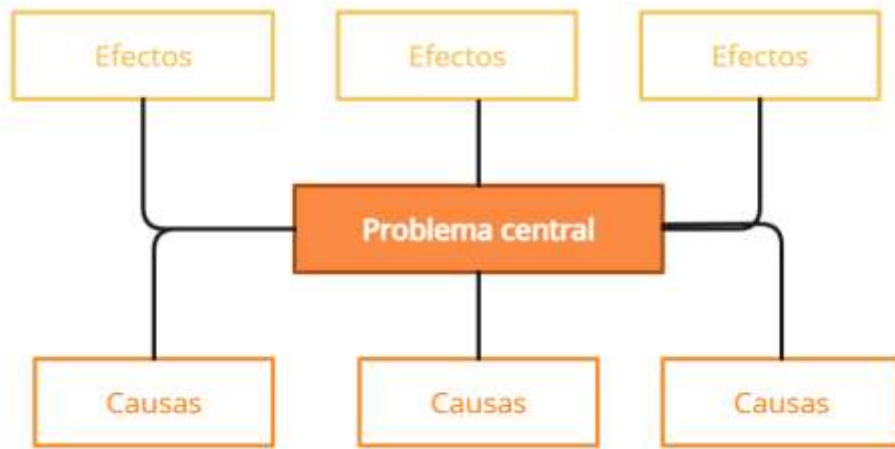 Efectos
Efectos
Efectos
Problema central
Causas
Causas
Causas